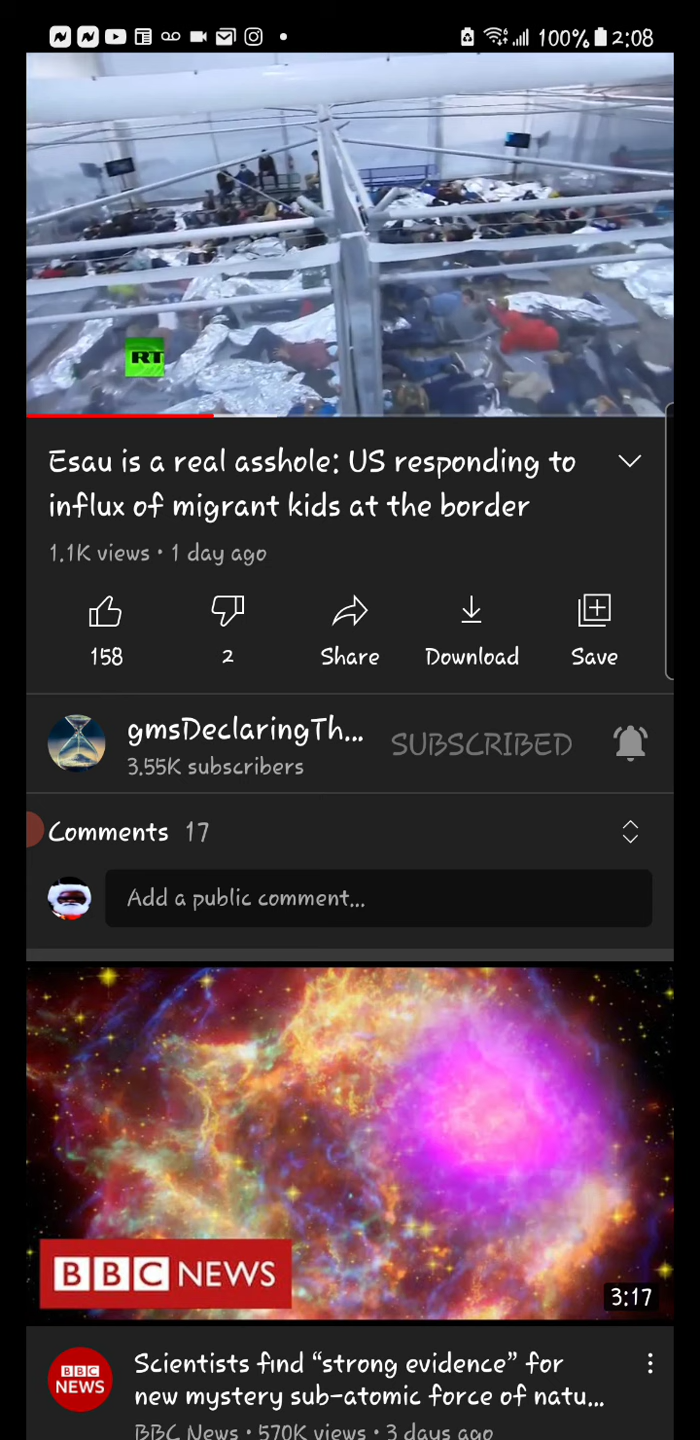 100% 2:08
RT
Esau is a real asshole: US responding to
influx of migrant kids at the border
1.1K views • 1 day ago
158 2 Share Download Save
gmsDeclaringTh... SUBSCRIBED
3.55K subscribers
Comments 17
Add a public comment...
BBC NEWS
3:17
BBC
NEWS
Scientists find “strong evidence” for
new mystery sub-atomic force of natu...
BBC News • 570K views • 3 days ago